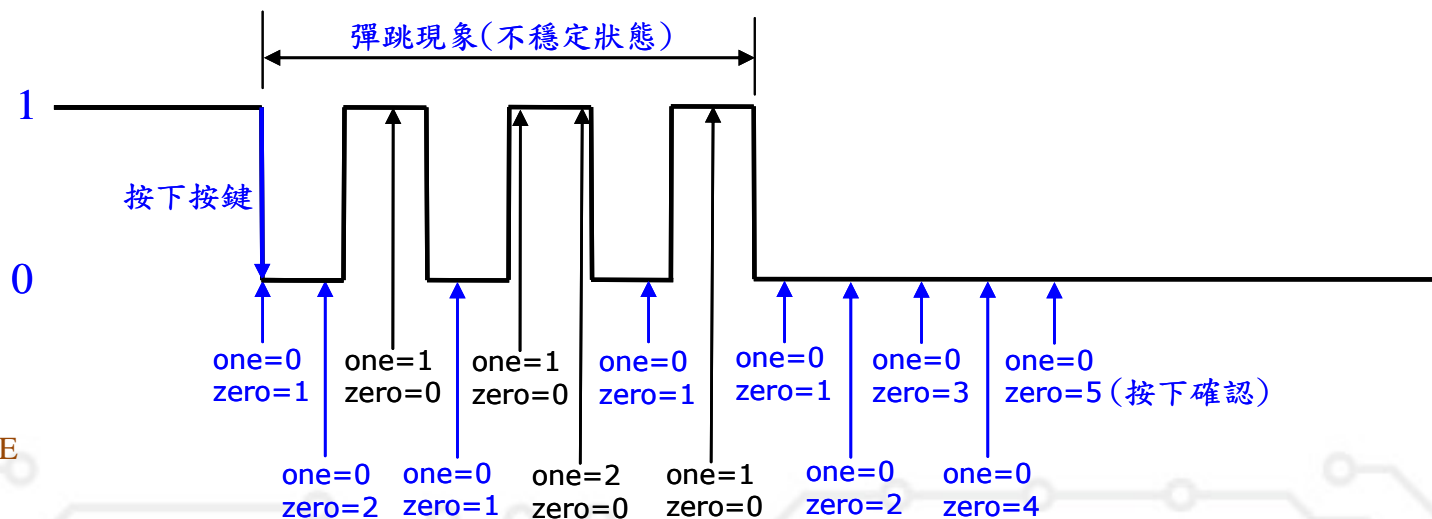 彈跳現象(不穩定狀態)
1
按下按鍵
0
one=0
zero=1
one=1
zero=0
one=1
zero=0
one=0
zero=1
one=0
zero=1
one=0
zero=3
one=0
zero=5(按下確認)
E
one=0
zero=2
one=0
zero=1
one=2
zero=0
one=1
zero=0
one=0
zero=2
one=0
zero=4